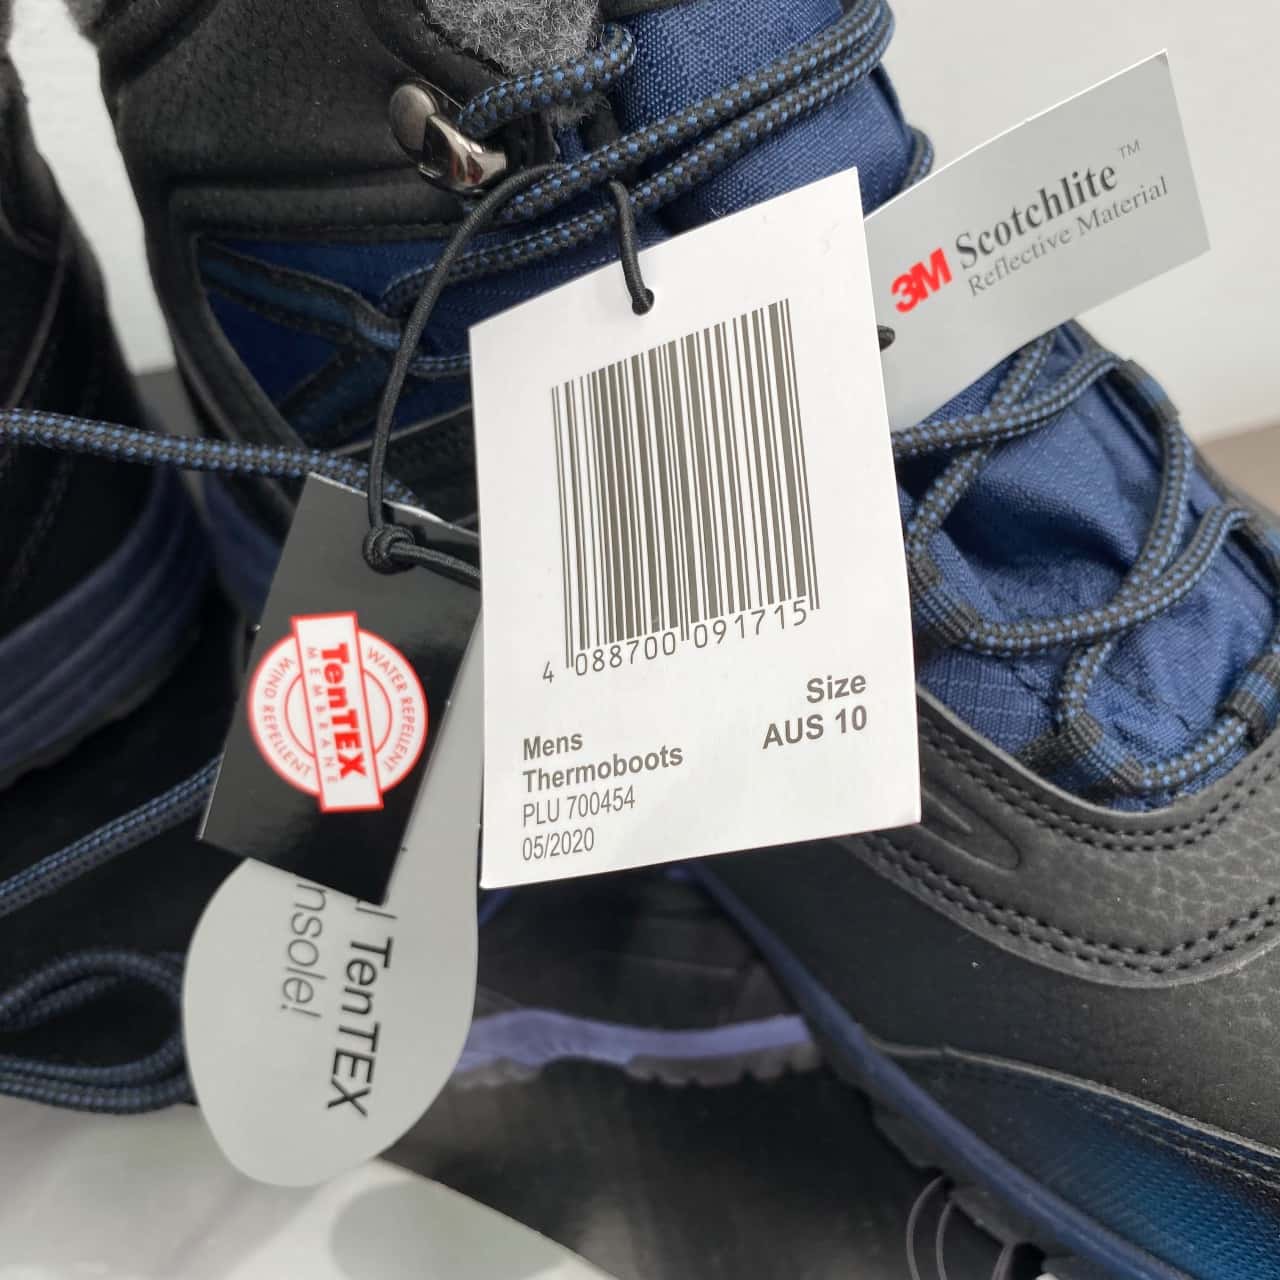 3M Scotchlite™
Reflective Material
4 088700 091715
Size
AUS 10
Mens
Thermoboots
PLU 700454
05/2020
WATER REPELLENT
TenTEX
MEMBRANE
WIND REPELLENT
TenTEX
nsole!